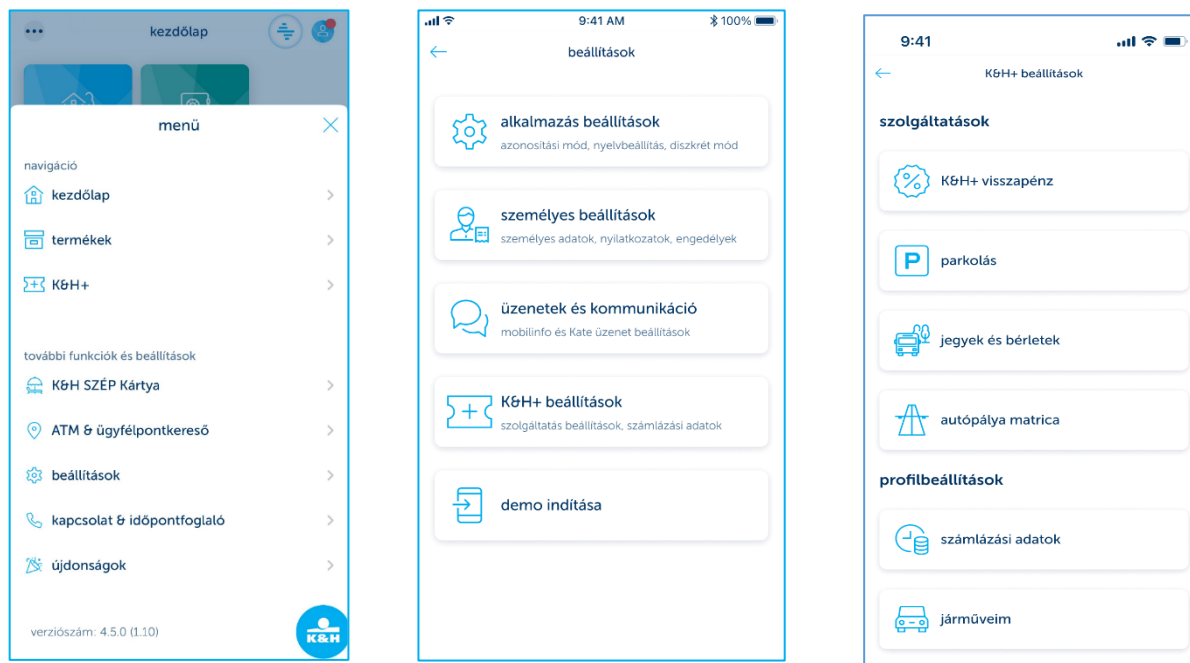 kezdőlap
menü
navigáció
kezdőlap
termékek
K&H+
további funkciók és beállítások
K&H SZÉP Kártya
ATM & ügyfélpontkereső
beállítások
kapcsolat & időpontfoglaló
újdonságok
verziószám: 4.5.0 (1.10)
K&H
9:41 AM
100%
beállítások
alkalmazás beállítások
azonosítási mód, nyelvbeállítás, diszkrét mód
személyes beállítások
személyes adatok, nyilatkozatok, engedélyek
üzenetek és kommunikáció
mobilinfo és Kate üzenet beállítások
K&H+ beállítások
szolgáltatás beállítások, számlázási adatok
demo indítása
9:41
K&H+ beállítások
szolgáltatások
K&H+ visszapénz
P
parkolás
jegyek és bérletek
autópálya matrica
profilbeállítások
számlázási adatok
járműveim